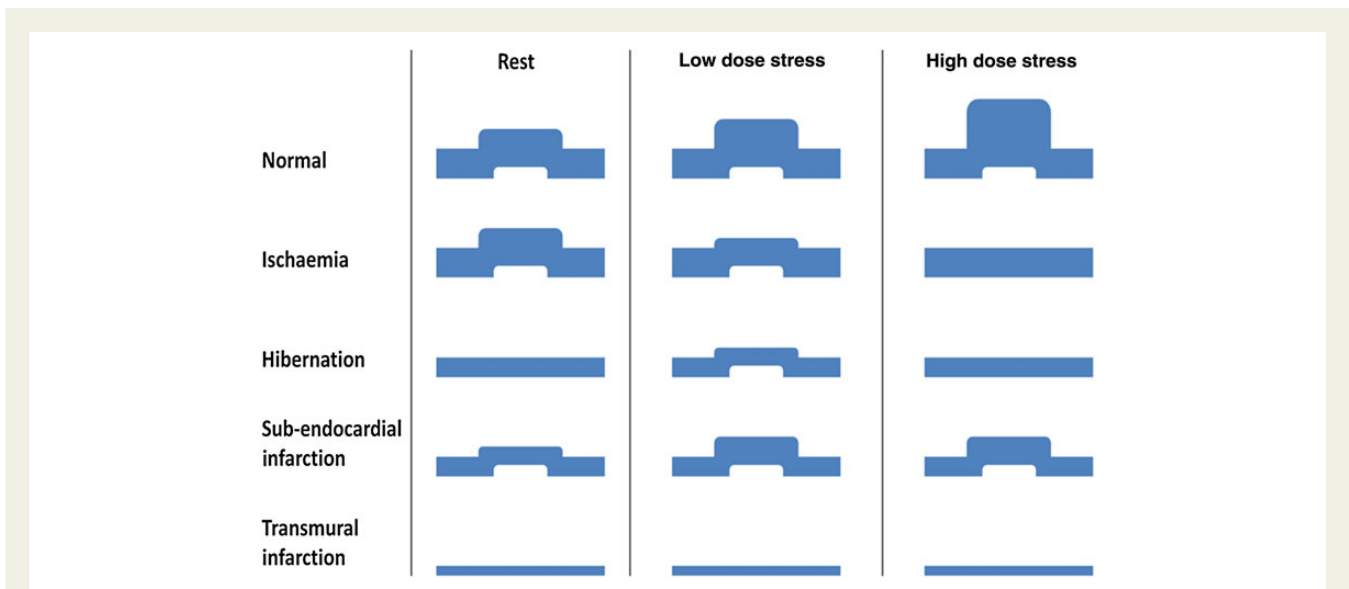 Rest
Low dose stress
High dose stress
Normal
Ischaemia
Hibernation
Sub-endocardial
infarction
Transmural
infarction